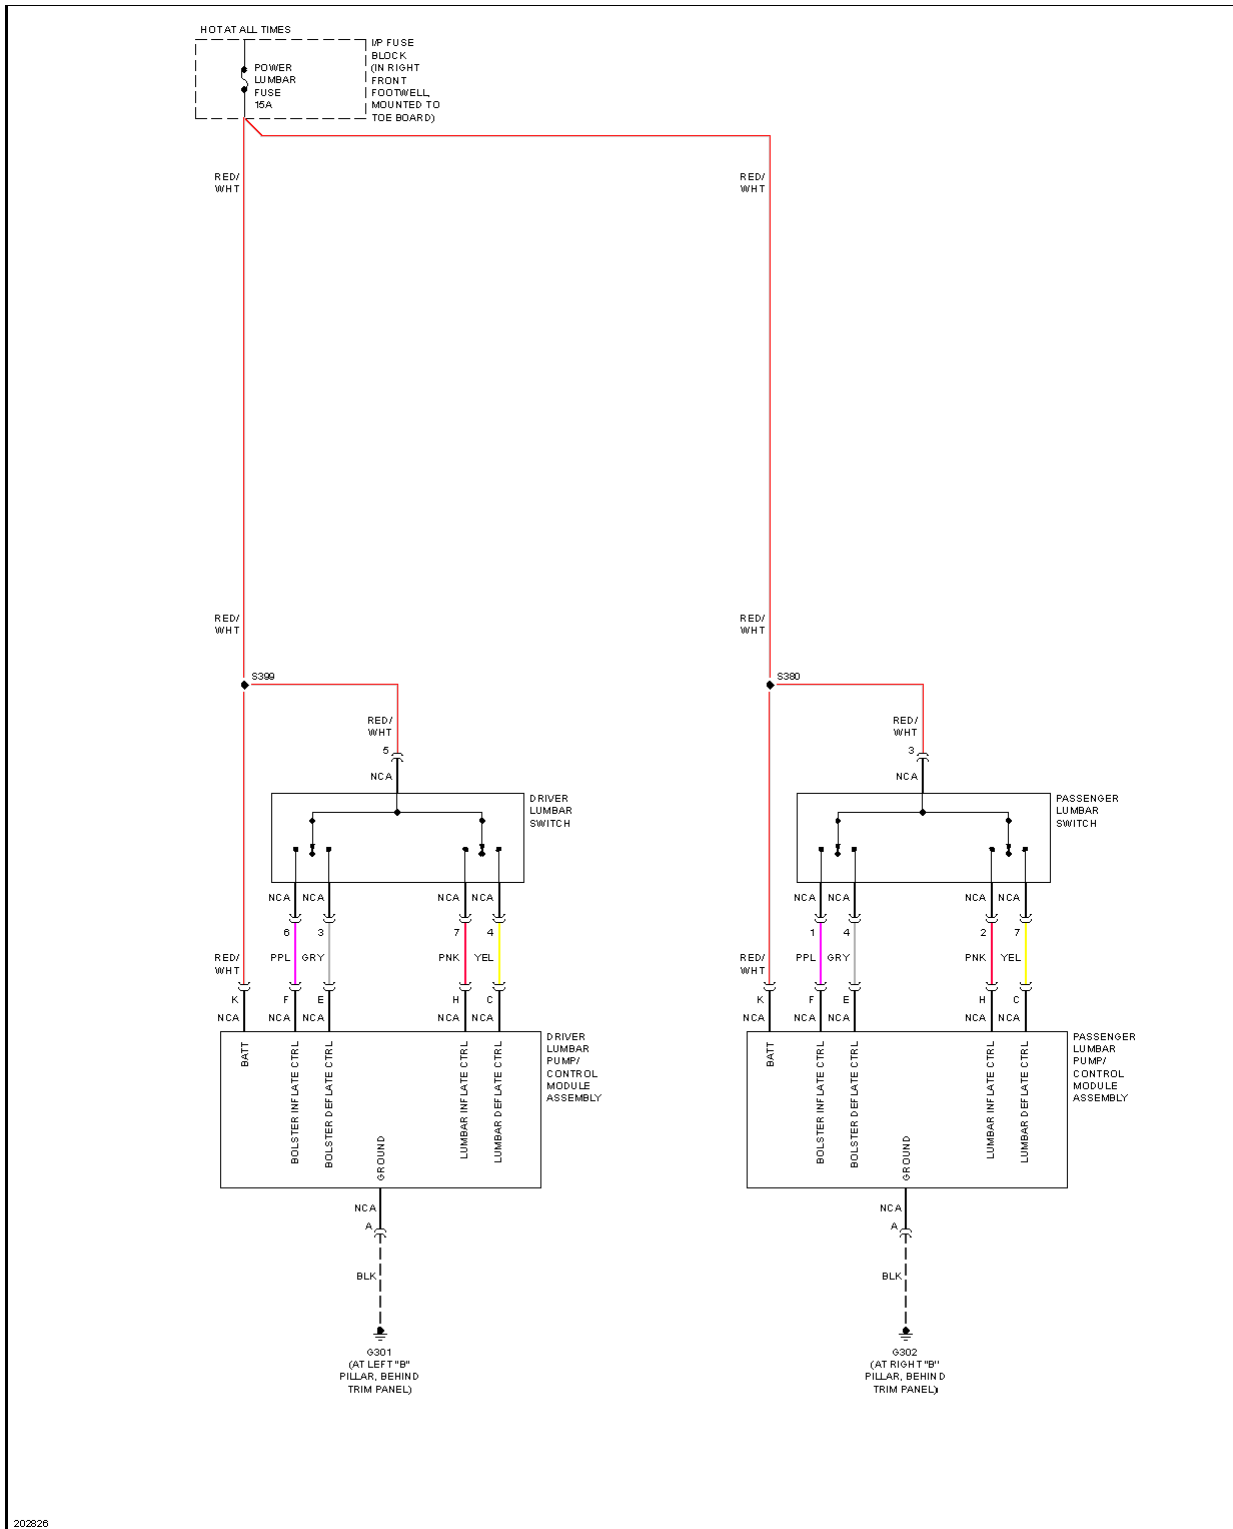 HOT AT ALL TIMES
POWER
LUMBAR
FUSE
15A
I/P FUSE
BLOCK
(IN RIGHT
FRONT
FOOTWELL,
MOUNTED TO
TOE BOARD)
RED/
WHT
RED/
WHT
RED/
WHT
RED/
WHT
S399
S380
RED/
WHT
5
NCA
RED/
WHT
3
NCA
DRIVER
LUMBAR
SWITCH
PASSENGER
LUMBAR
SWITCH
NCA NCA NCA NCA
NCA NCA NCA NCA
6 3 7 4
1 4 2 7
RED/
WHT
PPL GRY PNK YEL
RED/
WHT
PPL GRY PNK YEL
K F E H C
K F E H C
NCA NCA NCA NCA NCA
NCA NCA NCA NCA NCA
BATT
BOLSTER INFLATE CTRL
BOLSTER DEFLATE CTRL
GROUND
LUMBAR INFLATE CTRL
LUMBAR DEFLATE CTRL
DRIVER
LUMBAR
PUMP/
CONTROL
MODULE
ASSEMBLY
BATT
BOLSTER INFLATE CTRL
BOLSTER DEFLATE CTRL
GROUND
LUMBAR INFLATE CTRL
LUMBAR DEFLATE CTRL
PASSENGER
LUMBAR
PUMP/
CONTROL
MODULE
ASSEMBLY
NCA
A
BLK
NCA
A
BLK
G301
(AT LEFT "B"
PILLAR, BEHIND
TRIM PANEL)
G302
(AT RIGHT "B"
PILLAR, BEHIND
TRIM PANEL)
202826